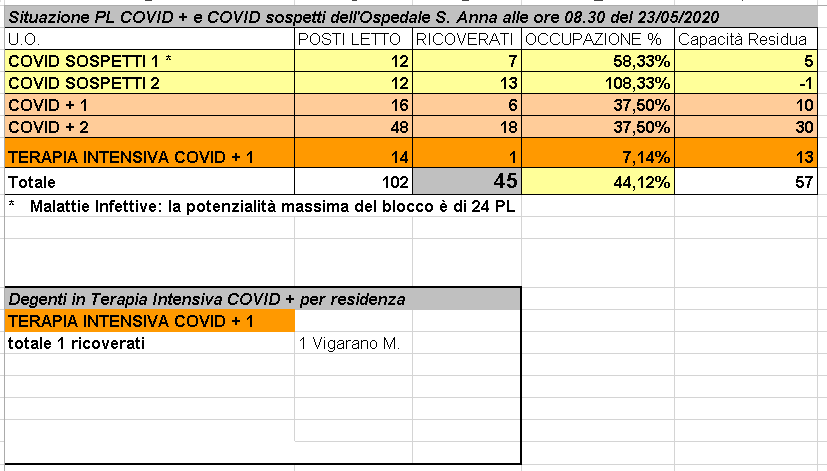 Situazione PL COVID + e COVID sospetti dell'Ospedale S. Anna alle ore 08.30 del 23/05/2020
U.O. POSTI LETTO RICOVERATI OCCUPAZIONE % Capacità Residua
COVID SOSPETTI 1 * 12 7 58,33% 5
COVID SOSPETTI 2 12 13 108,33% -1
COVID + 1 16 6 37,50% 10
COVID + 2 48 18 37,50% 30
TERAPIA INTENSIVA COVID + 1 14 1 7,14% 13
Totale 102 45 44,12% 57
* Malattie Infettive: la potenzialità massima del blocco è di 24 PL
Degenti in Terapia Intensiva COVID + per residenza
TERAPIA INTENSIVA COVID + 1
totale 1 ricoverati 1 Vigarano M.